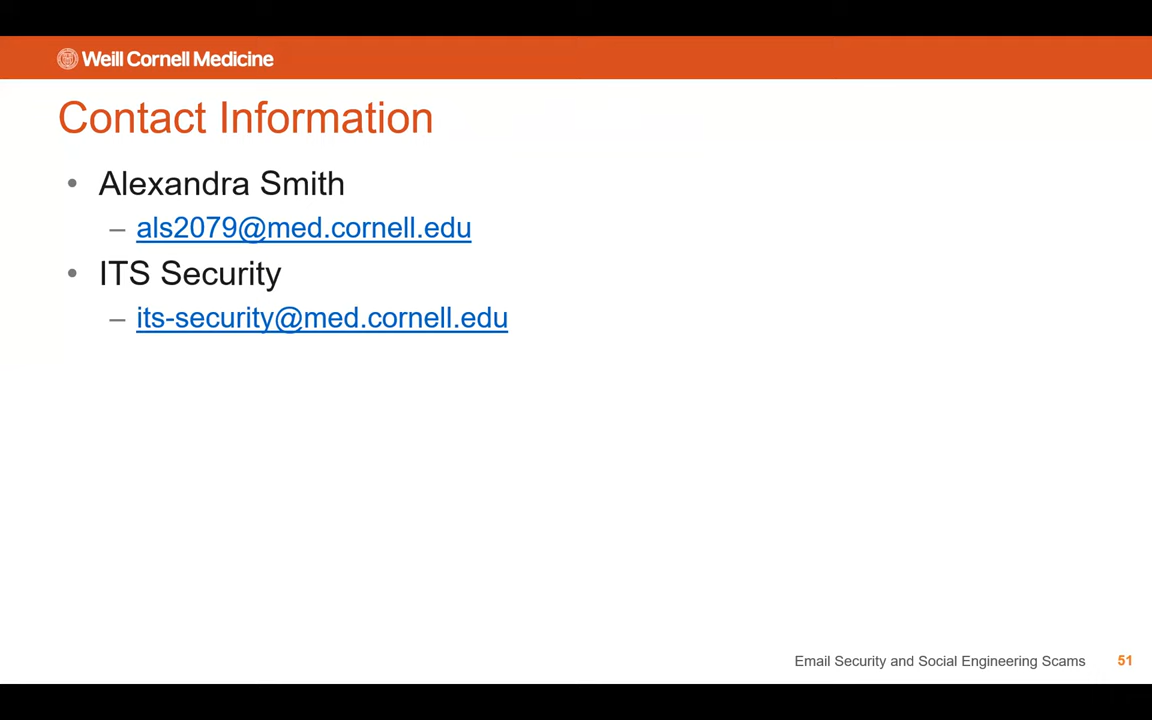 Weill Cornell Medicine
Contact Information
• Alexandra Smith
– als2079@med.cornell.edu
• ITS Security
– its-security@med.cornell.edu
Email Security and Social Engineering Scams 51